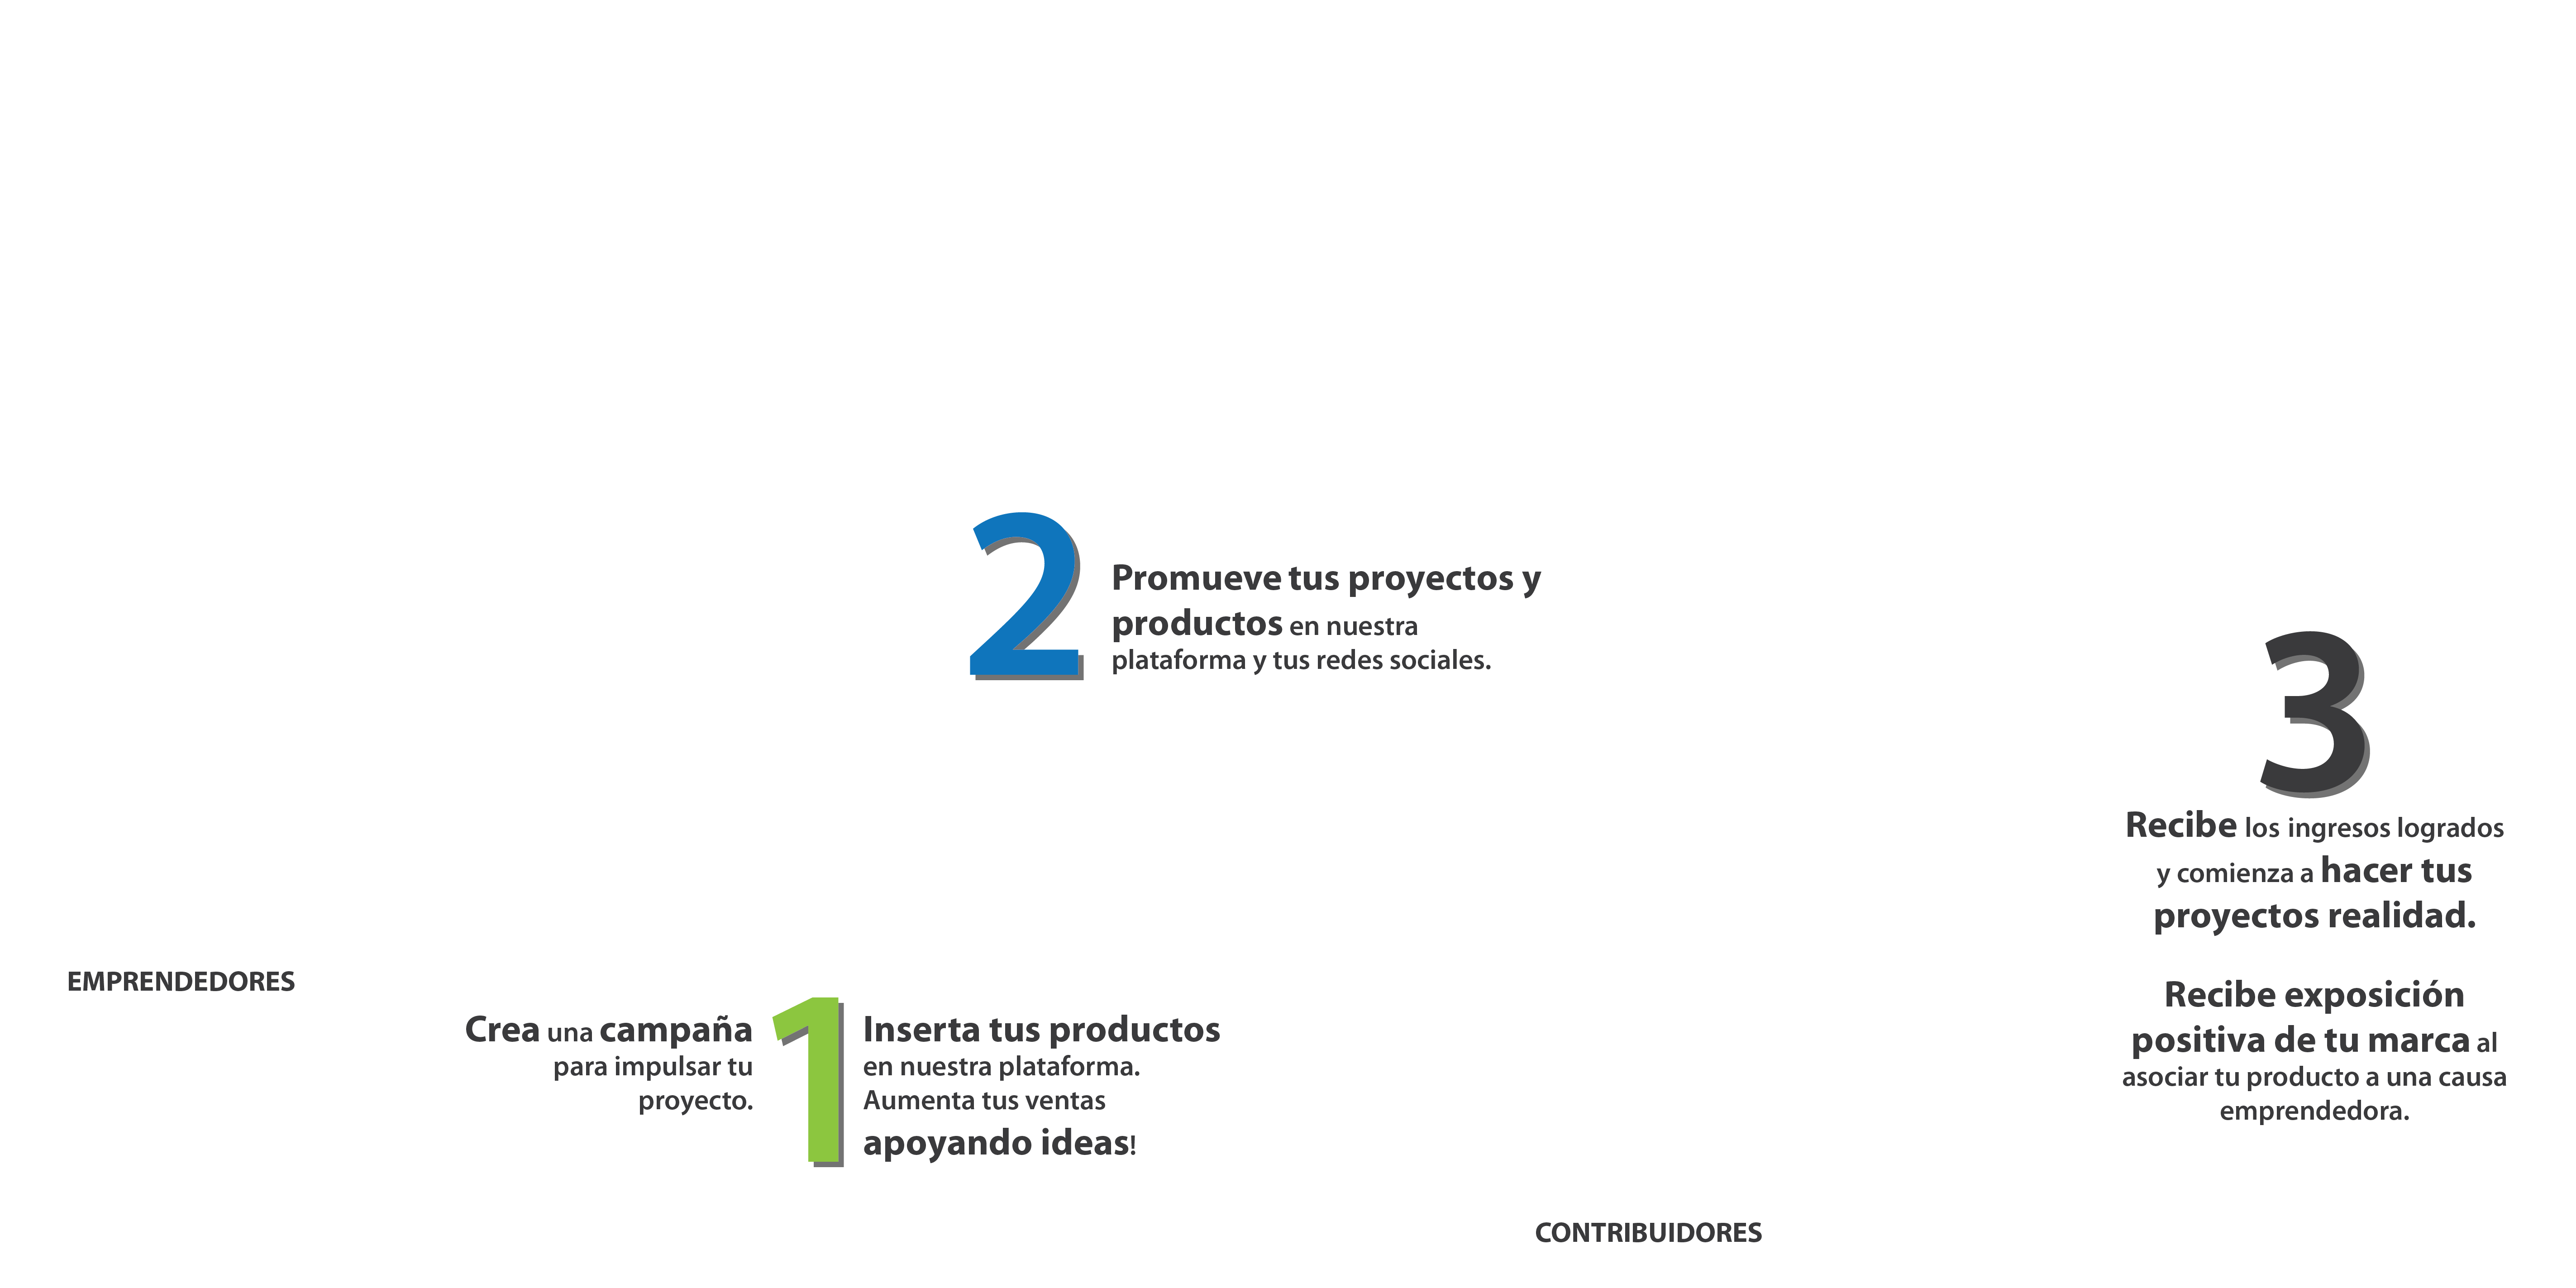 EMPRENDEDORES
Crea una campaña
para impulsar tu
proyecto.
1
Inserta tus productos
en nuestra plataforma.
Aumenta tus ventas
apoyando ideas!
2
Promueve tus proyectos y
productos en nuestra
plataforma y tus redes sociales.
3
Recibe los ingresos logrados
y comienza a hacer tus
proyectos realidad.
Recibe exposición
positiva de tu marca al
asociar tu producto a una causa
emprendedora.
CONTRIBUIDORES